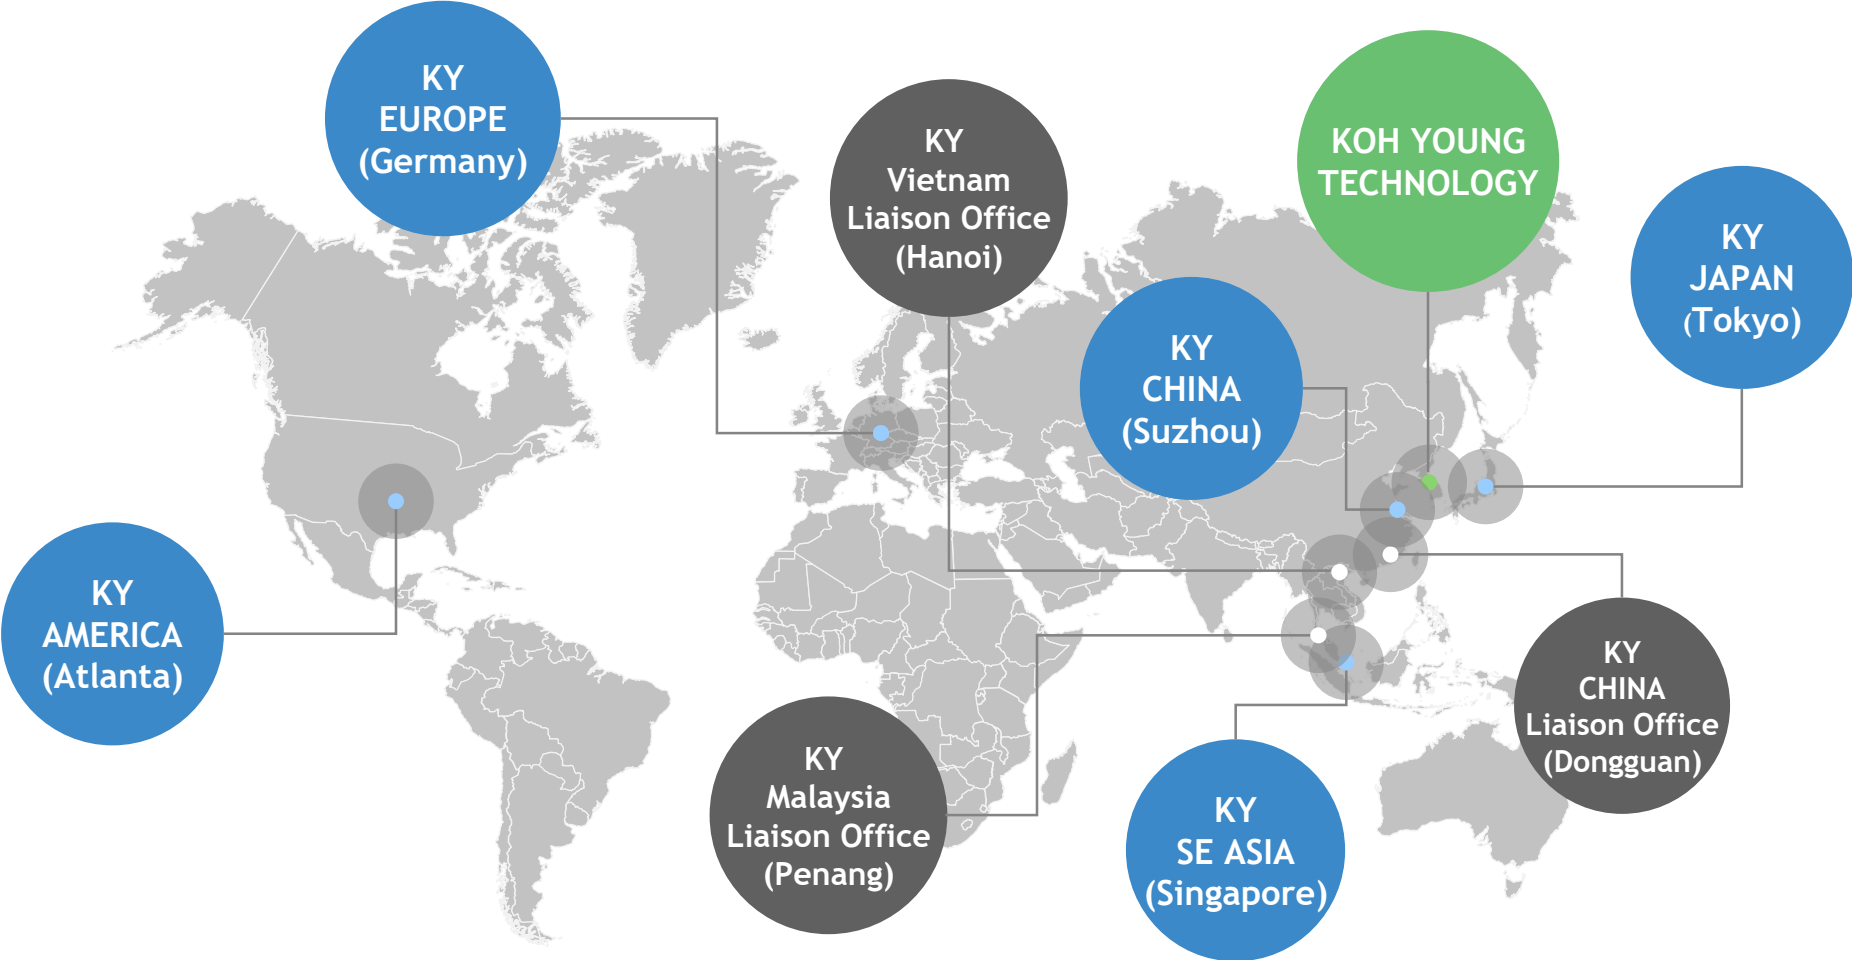 KY
EUROPE
(Germany)
KY
Vietnam
Liaison Office
(Hanoi)
KOH YOUNG
TECHNOLOGY
KY
JAPAN
(Tokyo)
KY
CHINA
(Suzhou)
KY
AMERICA
(Atlanta)
KY
CHINA
Liaison Office
(Dongguan)
KY
Malaysia
Liaison Office
(Penang)
KY
SE ASIA
(Singapore)